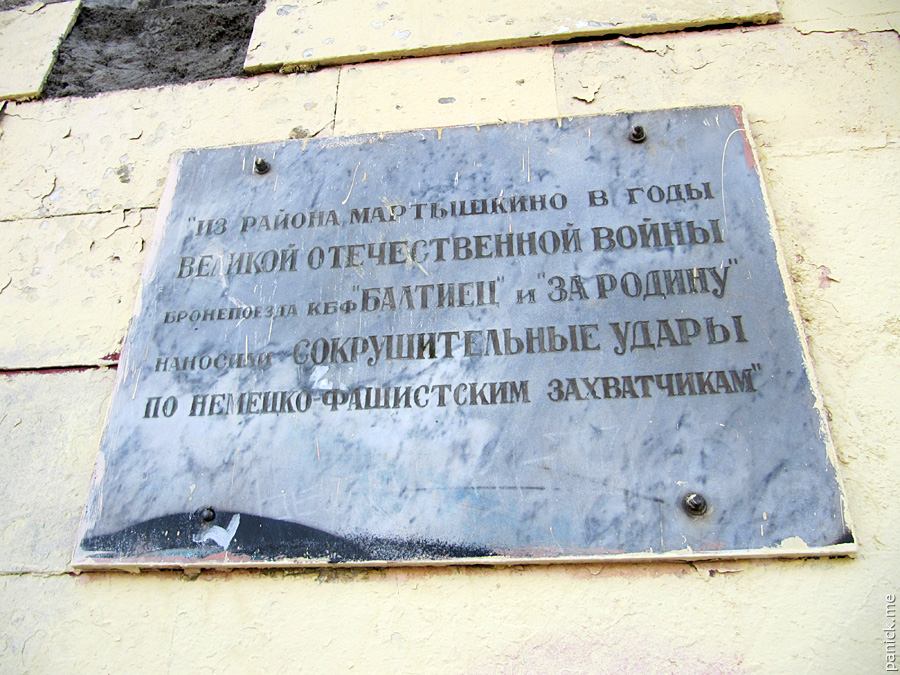 "ИЗ РАЙОНА МАРТЫШКИНО В ГОДЫ
ВЕЛИКОЙ ОТЕЧЕСТВЕННОЙ ВОЙНЫ
БРОНЕПОЕЗДА КБФ "БАЛТИЕЦ" И "ЗА РОДИНУ"
НАНОСИЛИ СОКРУШИТЕЛЬНЫЕ УДАРЫ
ПО НЕМЕЦКО-ФАШИСТСКИМ ЗАХВАТЧИКАМ"
panick.me